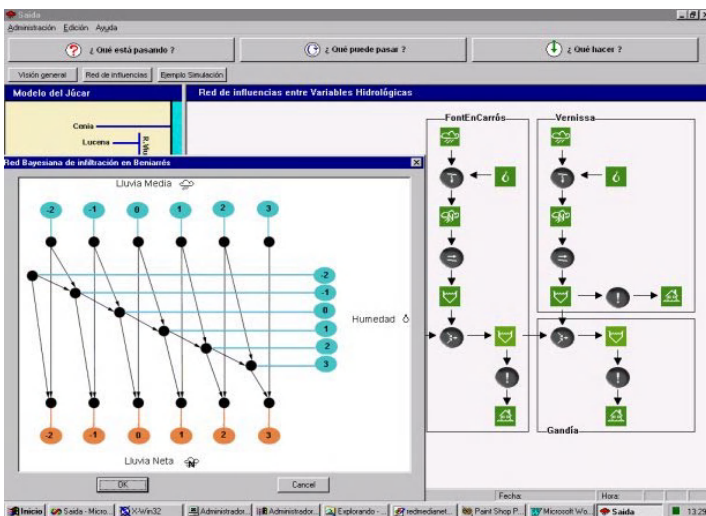 Saida
Administración Edición Ayuda
¿ Qué está pasando ?
¿ Qué puede pasar ?
¿ Qué hacer ?
Visión general
Red de influencias
Ejemplo Simulación
Modelo del Júcar
Red de influencias entre Variables Hidrológicas
Cenia
Lucena
FontEnCarrós
Vernissa
Gandía
Red Bayesiana de infiltración en Beniarrés
Lluvia Media
-2 -1 0 1 2 3
-2
-1
0
Humedad
1
2
3
-2 -1 0 1 2 3
Lluvia Neta
N
OK
Cancel
Fecha:
Hora:
Inicio
Saida - Micro...
X-Win32
Administrador...
Administrador...
Explorando - ...
redmedianet...
Paint Shop P...
Microsoft Wo...
Saida
13:29